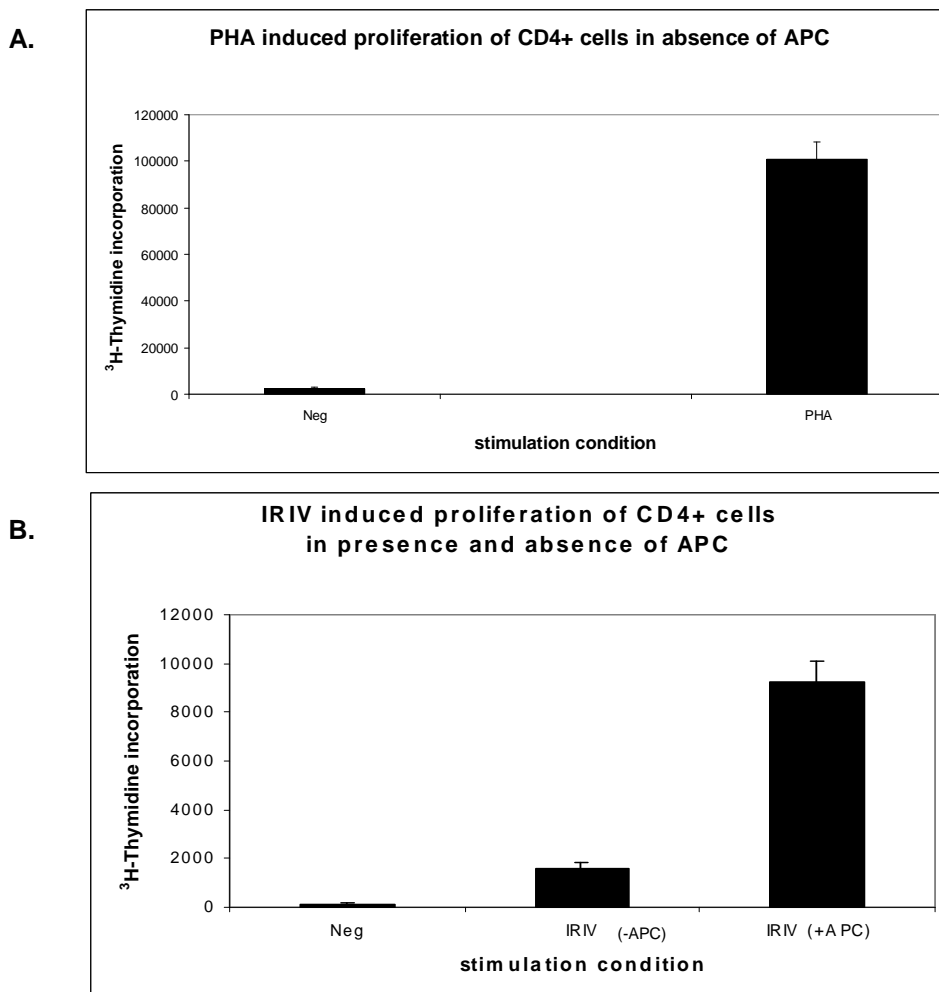 A.
PHA induced proliferation of CD4+ cells in absence of APC
³H-Thymidine incorporation
120000
100000
80000
60000
40000
20000
0
Neg
PHA
stimulation condition
B.
IRIV induced proliferation of CD4+ cells
in presence and absence of APC
³H-Thymidine incorporation
12000
10000
8000
6000
4000
2000
0
Neg
IRIV (-APC)
IRIV (+APC)
stimulation condition